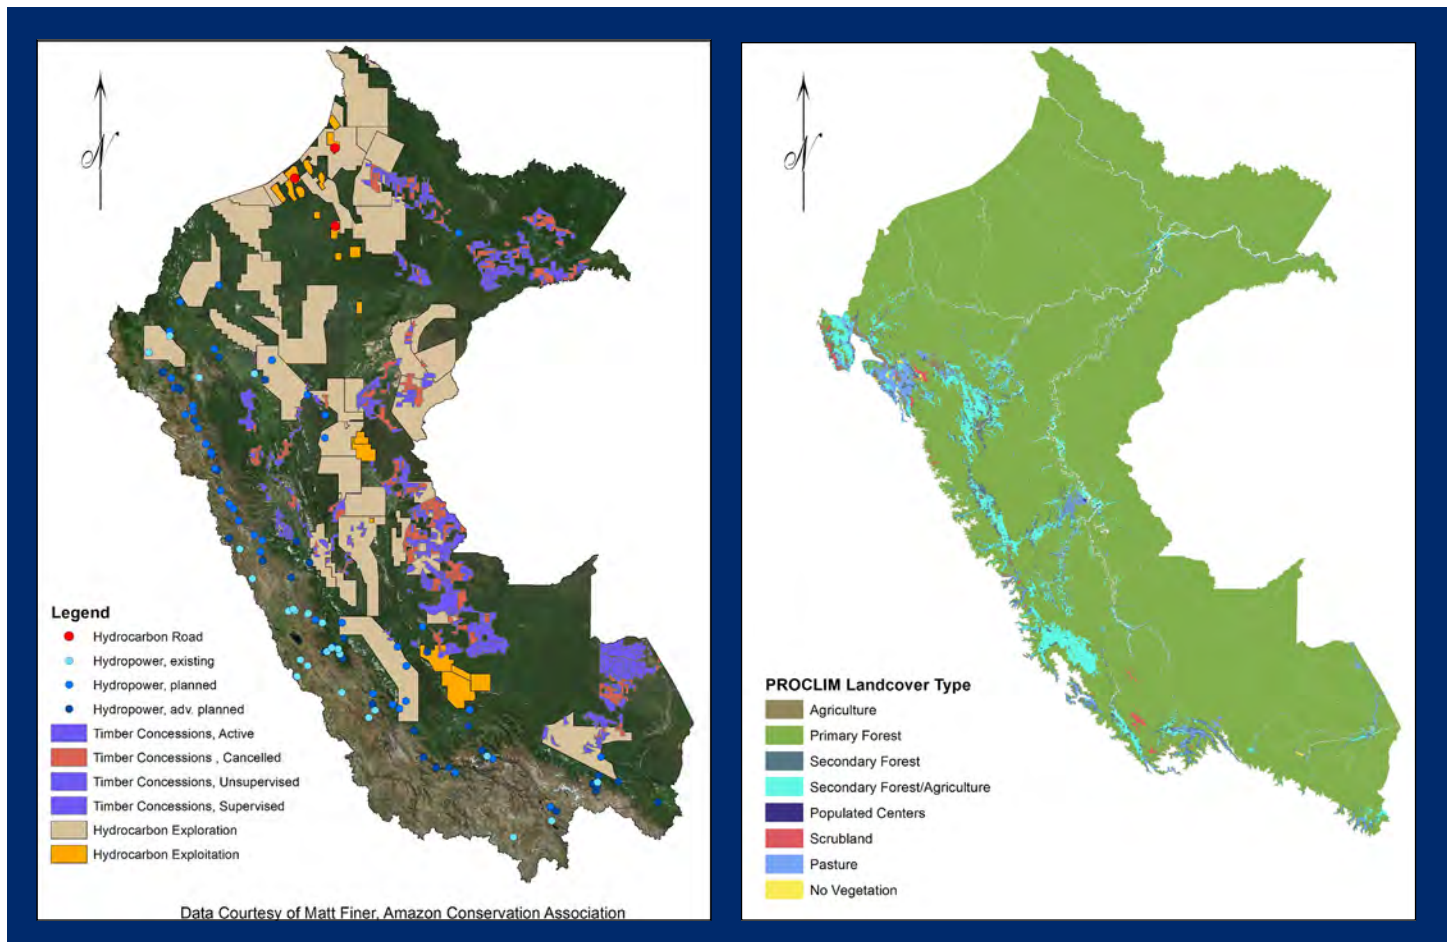 N
Legend
Hydrocarbon Road
Hydropower, existing
Hydropower, planned
Hydropower, adv. planned
Timber Concessions, Active
Timber Concessions , Cancelled
Timber Concessions, Unsupervised
Timber Concessions, Supervised
Hydrocarbon Exploration
Hydrocarbon Exploitation
Data Courtesy of Matt Finer, Amazon Conservation Association
N
PROCLIM Landcover Type
Agriculture
Primary Forest
Secondary Forest
Secondary Forest/Agriculture
Populated Centers
Scrubland
Pasture
No Vegetation